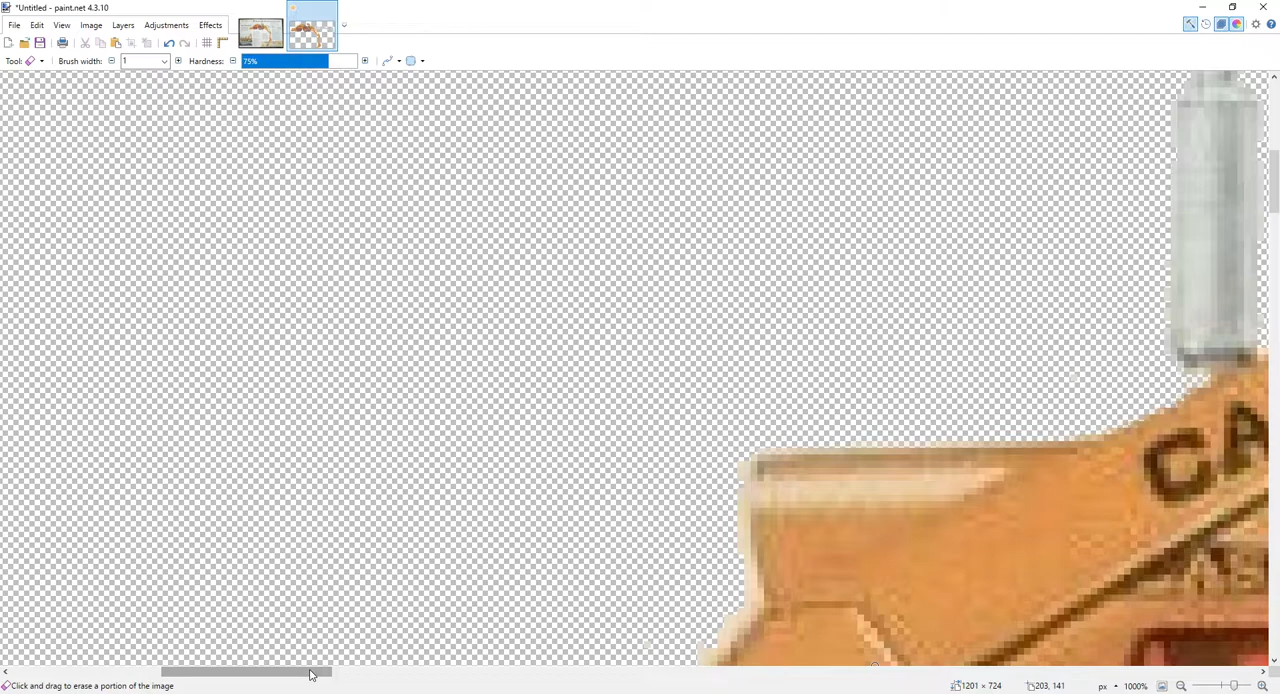 *Untitled - paint.net 4.3.10
File Edit View Image Layers Adjustments Effects
Tool: Brush width: 1 Hardness: 75%
CA
Click and drag to erase a portion of the image 1201 × 724 203, 141 px 1000%